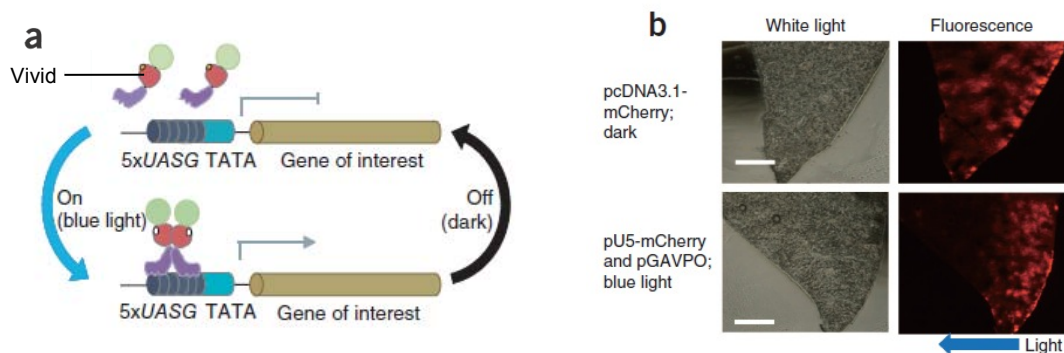 a
Vivid
5xUASG TATA Gene of interest
On
(blue light)
Off
(dark)
5xUASG TATA Gene of interest
b
White light Fluorescence
pcDNA3.1-
mCherry;
dark
pU5-mCherry
and pGAVPO;
blue light
Light